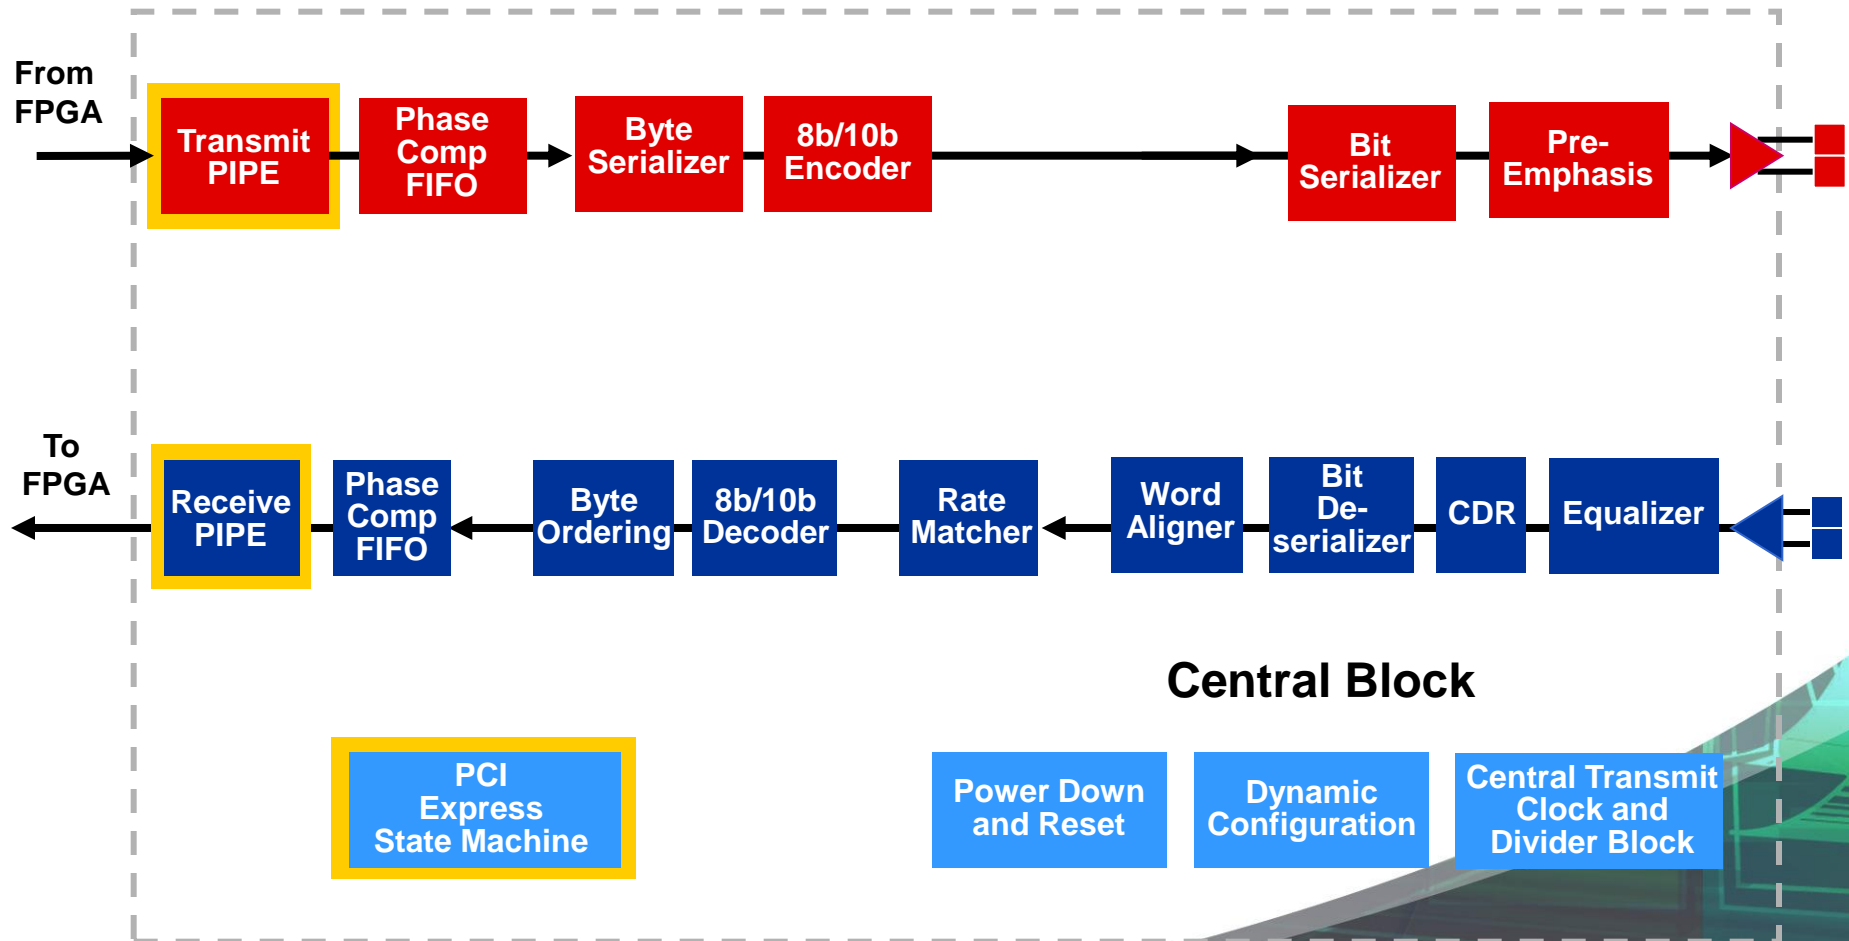 From
FPGA
Transmit
PIPE
Phase
Comp
FIFO
Byte
Serializer
8b/10b
Encoder
Bit
Serializer
Pre-
Emphasis
To
FPGA
Receive
PIPE
Phase
Comp
FIFO
Byte
Ordering
8b/10b
Decoder
Rate
Matcher
Word
Aligner
Bit
De-
serializer
CDR
Equalizer
Central Block
PCI
Express
State Machine
Power Down
and Reset
Dynamic
Configuration
Central Transmit
Clock and
Divider Block